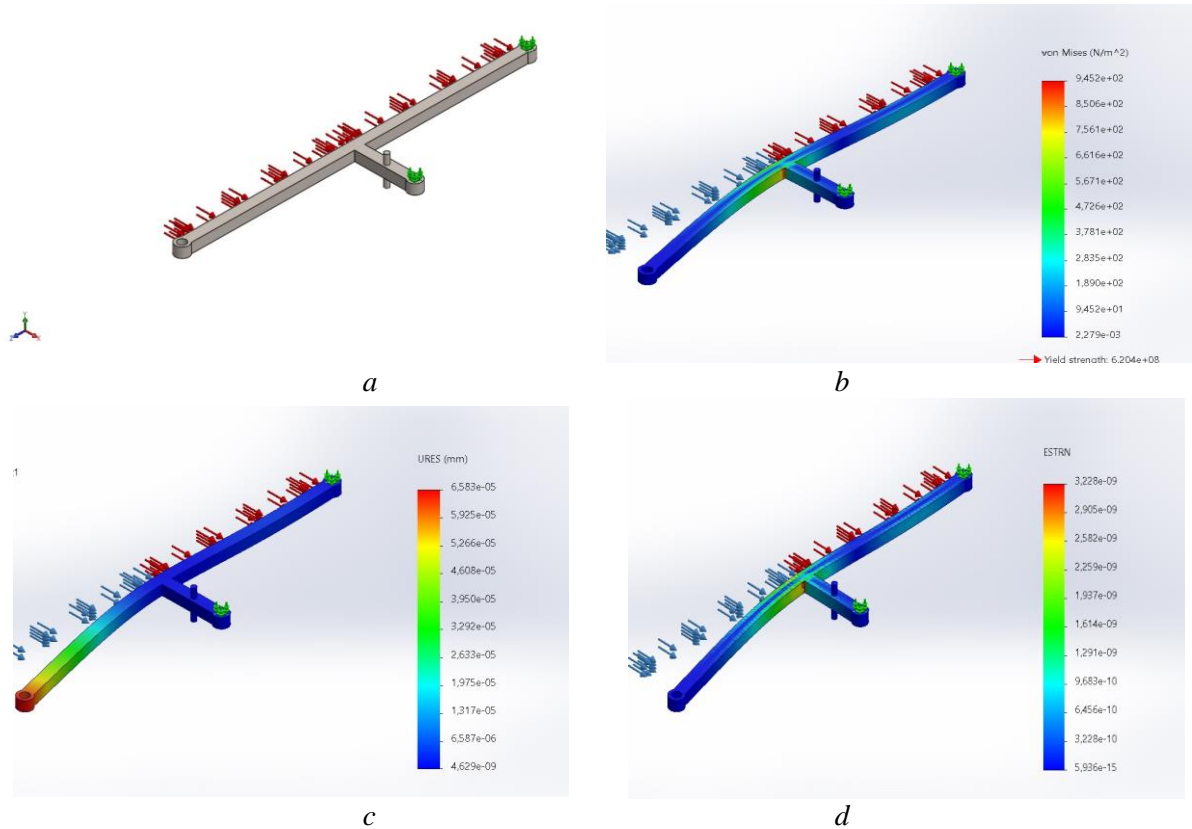 von Mises (N/m^2)
9,452e+02
8,506e+02
7,561e+02
6,616e+02
5,671e+02
4,726e+02
3,781e+02
2,835e+02
1,890e+02
9,452e+01
2,279e-03
Yield strength: 6,204e+08
Y
Z
X
a
b
:1
URES (mm)
6,583e-05
5,925e-05
5,266e-05
4,608e-05
3,950e-05
3,292e-05
2,633e-05
1,975e-05
1,317e-05
6,587e-06
4,629e-09
ESTRN
3,228e-09
2,905e-09
2,582e-09
2,259e-09
1,937e-09
1,614e-09
1,291e-09
9,683e-10
6,456e-10
3,228e-10
5,936e-15
c
d